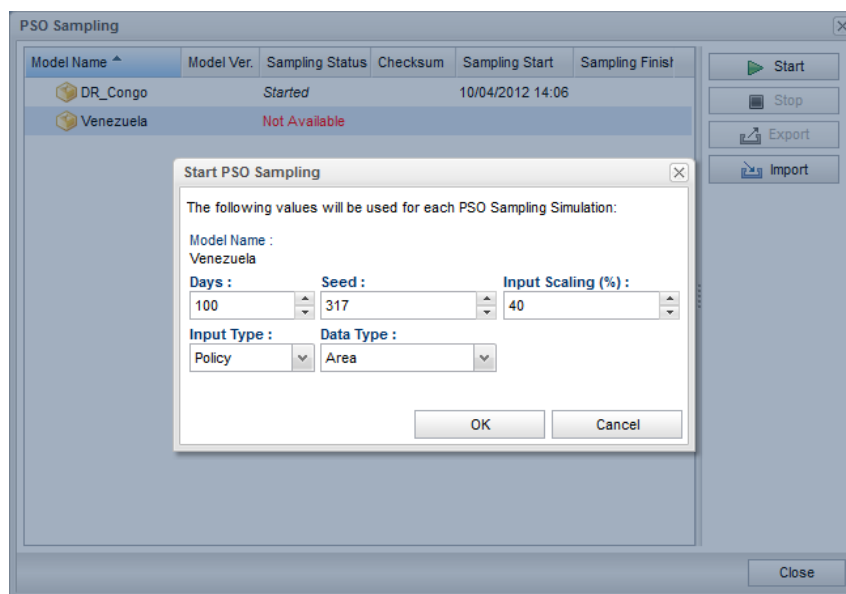 PSO Sampling
Model Name Model Ver. Sampling Status Checksum Sampling Start Sampling Finish
DR_Congo Started 10/04/2012 14:06
Venezuela Not Available
Start
Stop
Export
Import
Start PSO Sampling
The following values will be used for each PSO Sampling Simulation:
Model Name :
Venezuela
Days : Seed : Input Scaling (%) :
100 317 40
Input Type : Data Type :
Policy Area
OK Cancel
Close